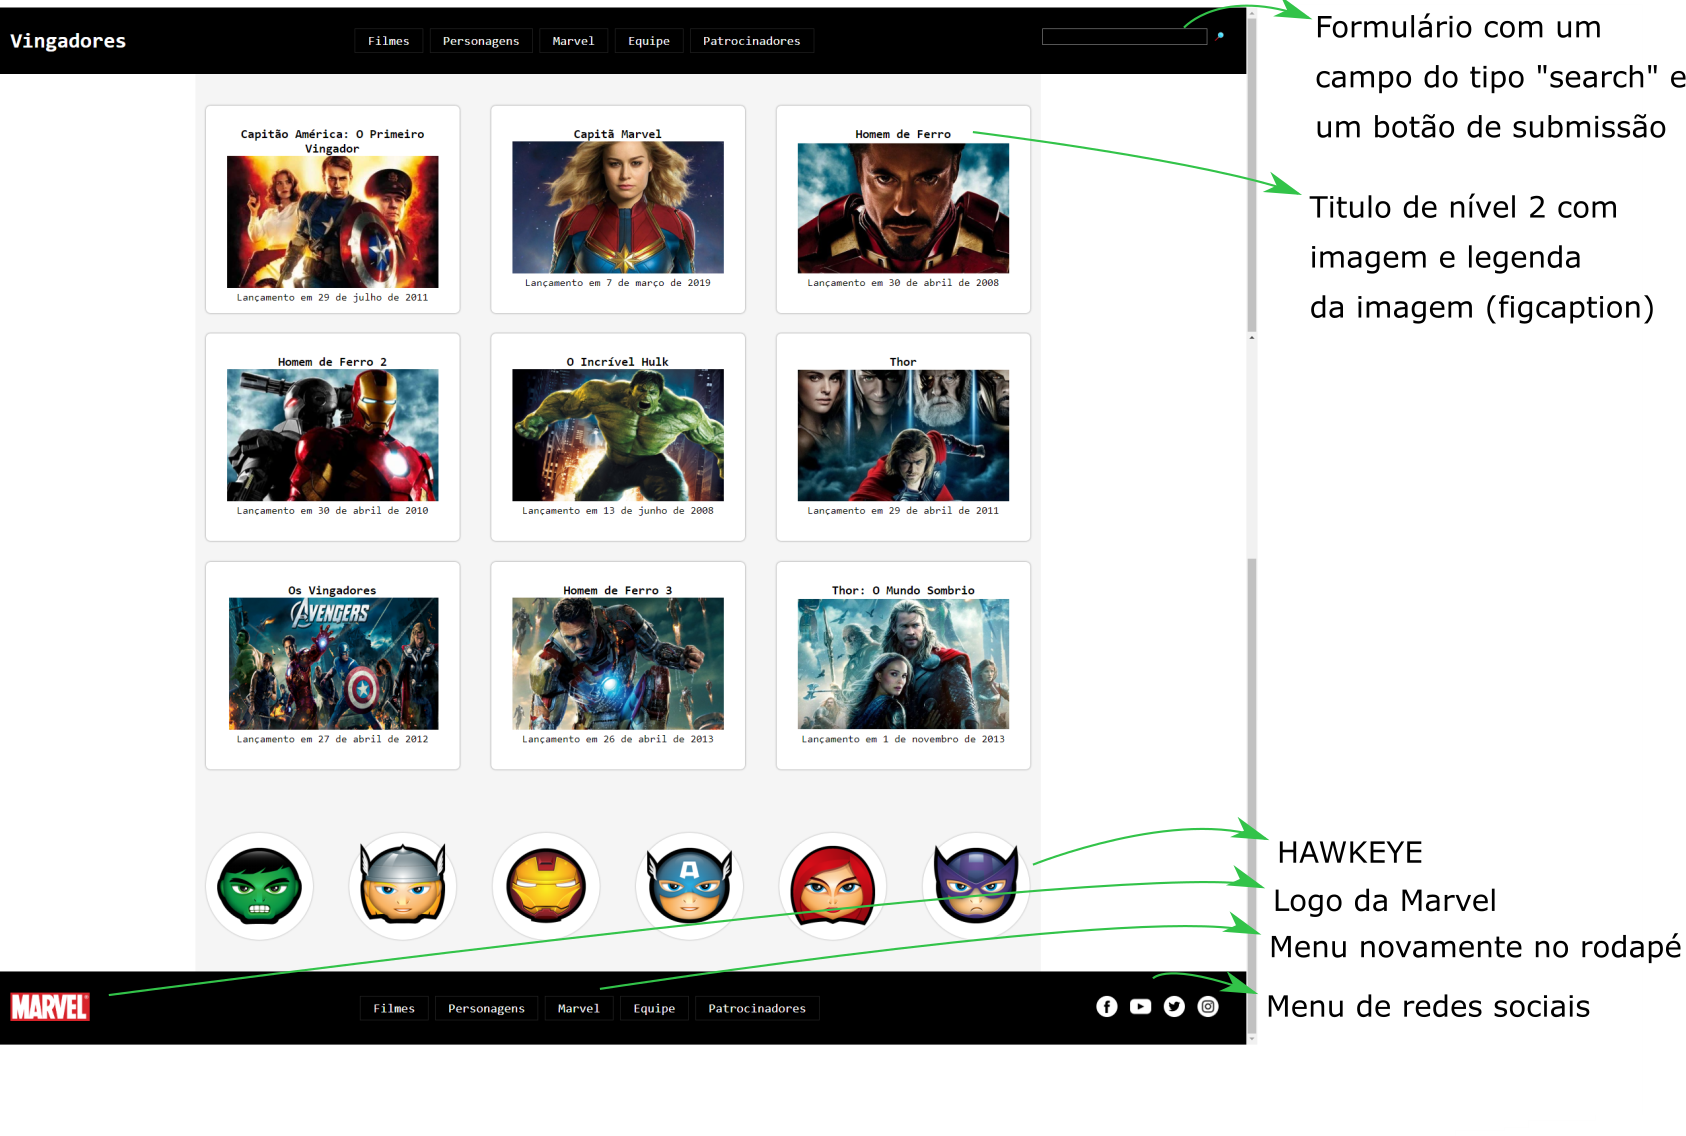 Vingadores
Filmes
Personagens
Marvel
Equipe
Patrocinadores
Formulário com um
campo do tipo "search" e
um botão de submissão
Capitão América: O Primeiro
Vingador
Lançamento em 29 de julho de 2011
Capitã Marvel
Lançamento em 7 de março de 2019
Homem de Ferro
Lançamento em 30 de abril de 2008
Titulo de nível 2 com
imagem e legenda
da imagem (figcaption)
Homem de Ferro 2
Lançamento em 30 de abril de 2010
O Incrível Hulk
Lançamento em 13 de junho de 2008
Thor
Lançamento em 29 de abril de 2011
Os Vingadores
AVENGERS
Lançamento em 27 de abril de 2012
Homem de Ferro 3
Lançamento em 26 de abril de 2013
Thor: O Mundo Sombrio
Lançamento em 1 de novembro de 2013
A
HAWKEYE
Logo da Marvel
Menu novamente no rodapé
MARVEL
Filmes
Personagens
Marvel
Equipe
Patrocinadores
Menu de redes sociais